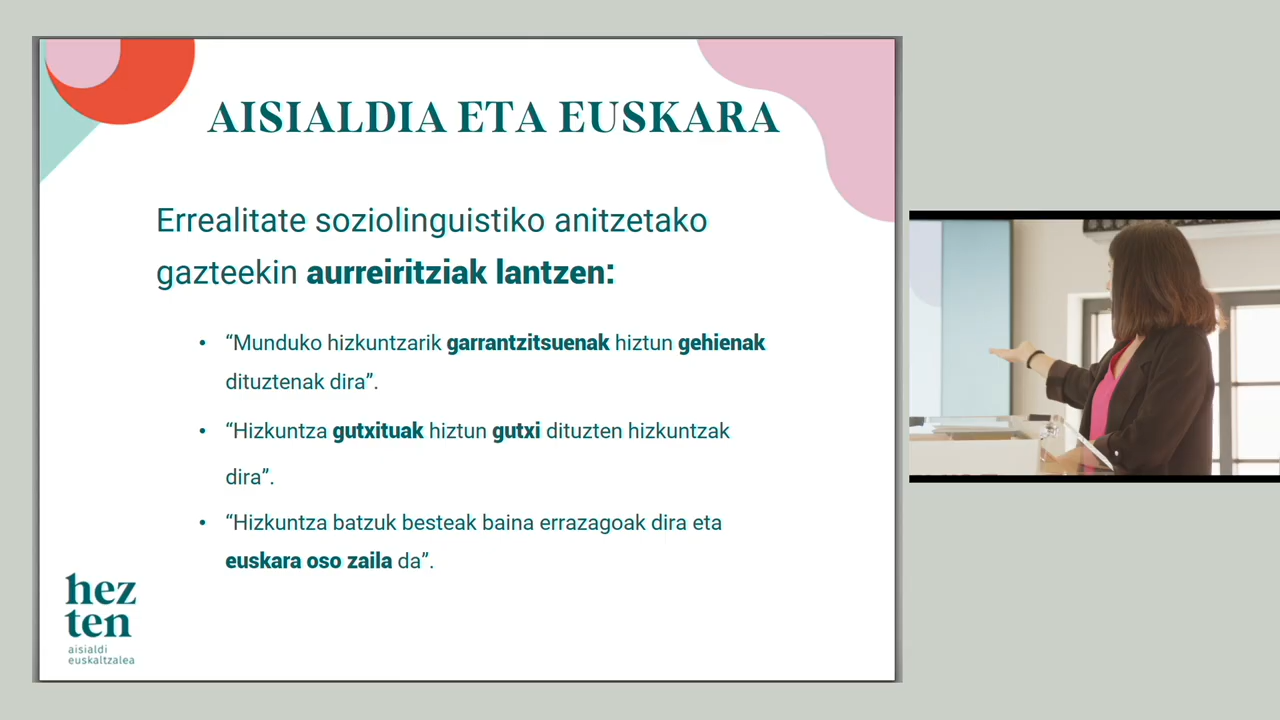 AISIALDIA ETA EUSKARA
Errealitate soziolinguistiko anitzetako
gazteekin aurreiritziak lantzen:
• “Munduko hizkuntzarik garrantzitsuenak hiztun gehienak
dituztenak dira”.
• “Hizkuntza gutxituak hiztun gutxi dituzten hizkuntzak
dira”.
• “Hizkuntza batzuk besteak baina errazagoak dira eta
euskara oso zaila da”.
hez
ten
aisialdi
euskaltzalea